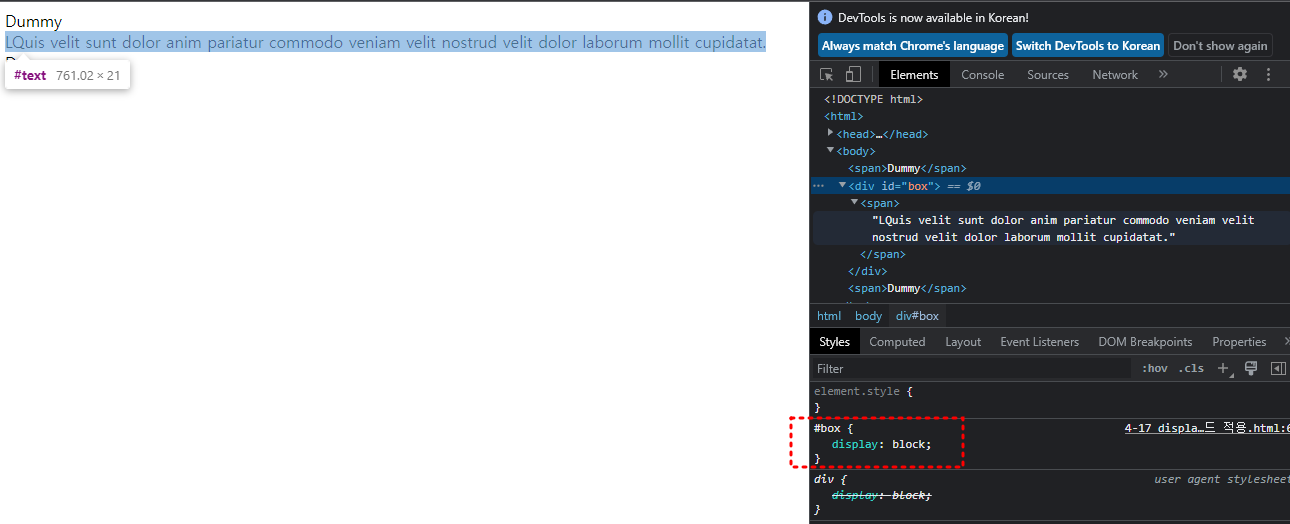 Dummy
LQuis velit sunt dolor anim pariatur commodo veniam velit nostrud velit dolor laborum mollit cupidatat.
#text 761.02 × 21
DevTools is now available in Korean!
Always match Chrome's language Switch DevTools to Korean Don't show again
Elements Console Sources Network »
<!DOCTYPE html>
<html>
<head>…</head>
<body>
<span>Dummy</span>
… <div id="box"> == $0
<span>
"LQuis velit sunt dolor anim pariatur commodo veniam velit
nostrud velit dolor laborum mollit cupidatat."
</span>
</div>
<span>Dummy</span>
html body div#box
Styles Computed Layout Event Listeners DOM Breakpoints Properties »
Filter :hov .cls +
element.style {
}
#box { 4-17 displa…드 적용.html:6
display: block;
}
div { user agent stylesheet
display: block;
}